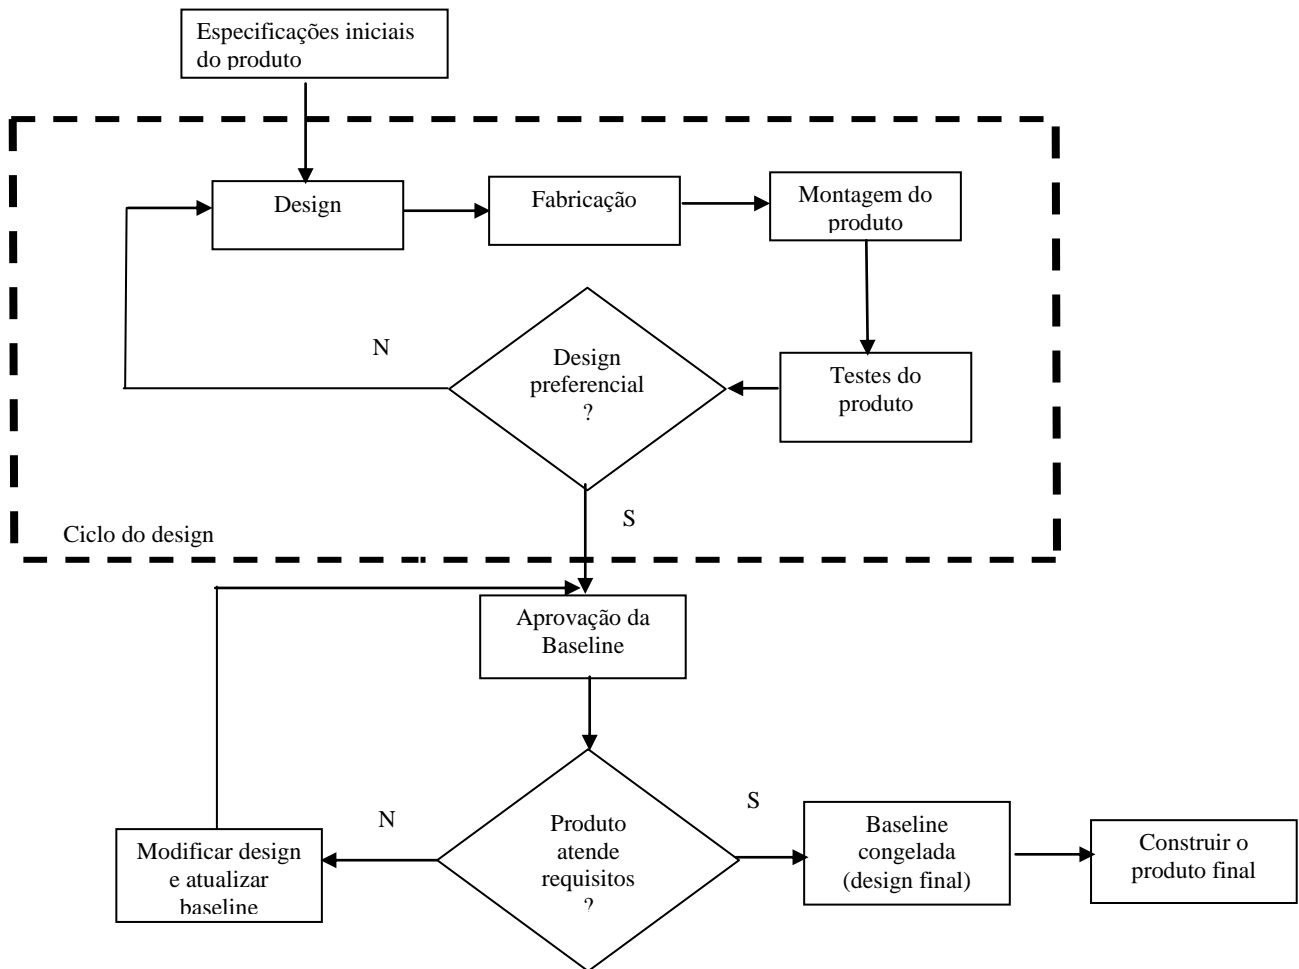 Especificações iniciais
do produto
Design
Fabricação
Montagem do
produto
N
Design
preferencial
?
Testes do
produto
S
Ciclo do design
Aprovação da
Baseline
S
N
Produto
atende
requisitos
?
Modificar design
e atualizar
baseline
Baseline
congelada
(design final)
Construir o
produto final